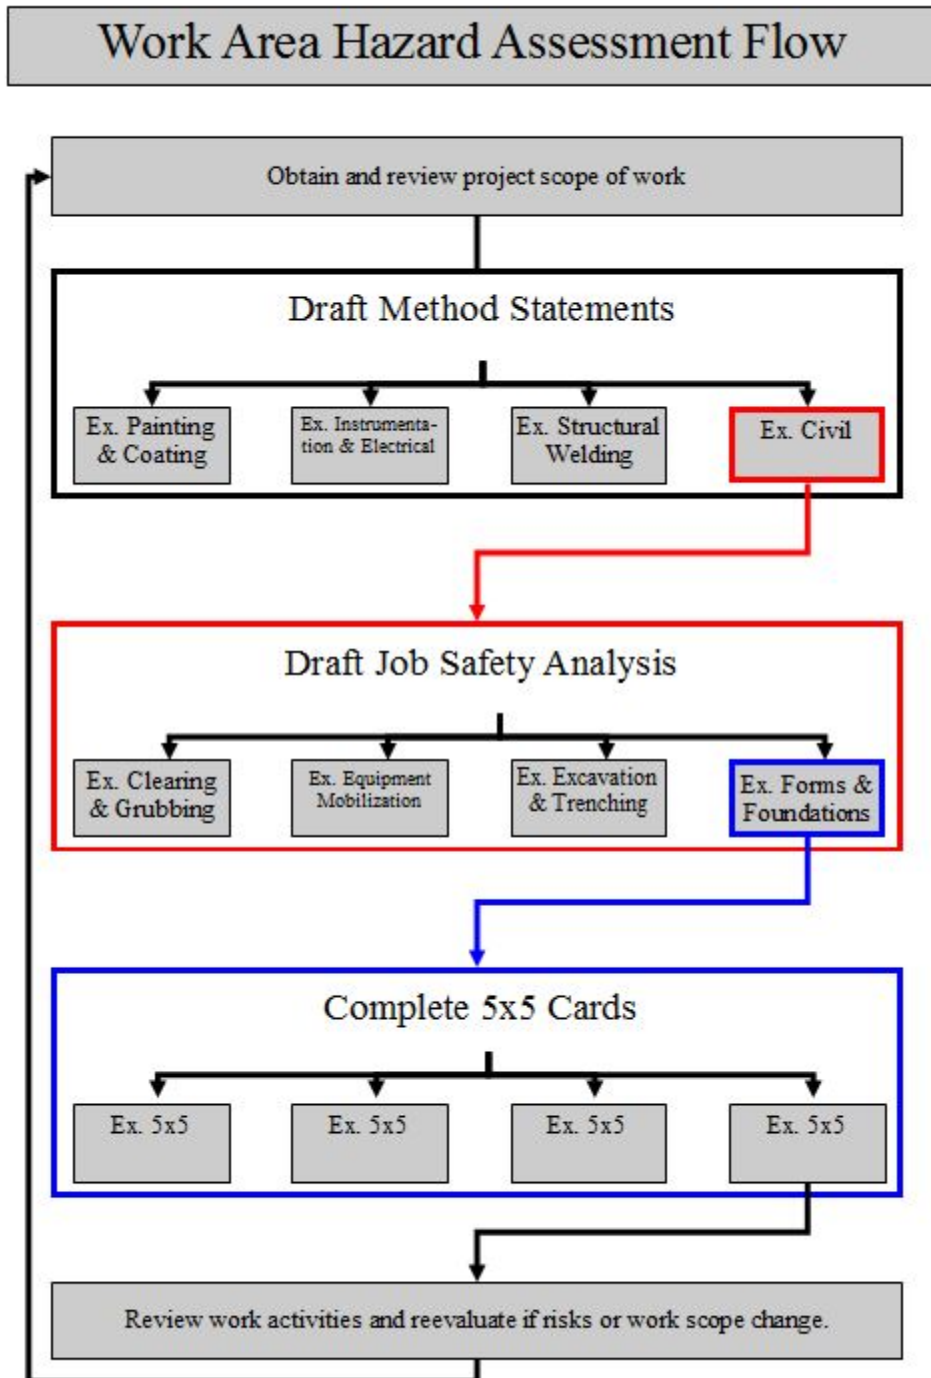 Work Area Hazard Assessment Flow
Obtain and review project scope of work
Draft Method Statements
Ex. Painting
& Coating
Ex. Instrumenta-
tion & Electrical
Ex. Structural
Welding
Ex. Civil
Draft Job Safety Analysis
Ex. Clearing
& Grubbing
Ex. Equipment
Mobilization
Ex. Excavation
& Trenching
Ex. Forms &
Foundations
Complete 5x5 Cards
Ex. 5x5
Ex. 5x5
Ex. 5x5
Ex. 5x5
Review work activities and reevaluate if risks or work scope change.